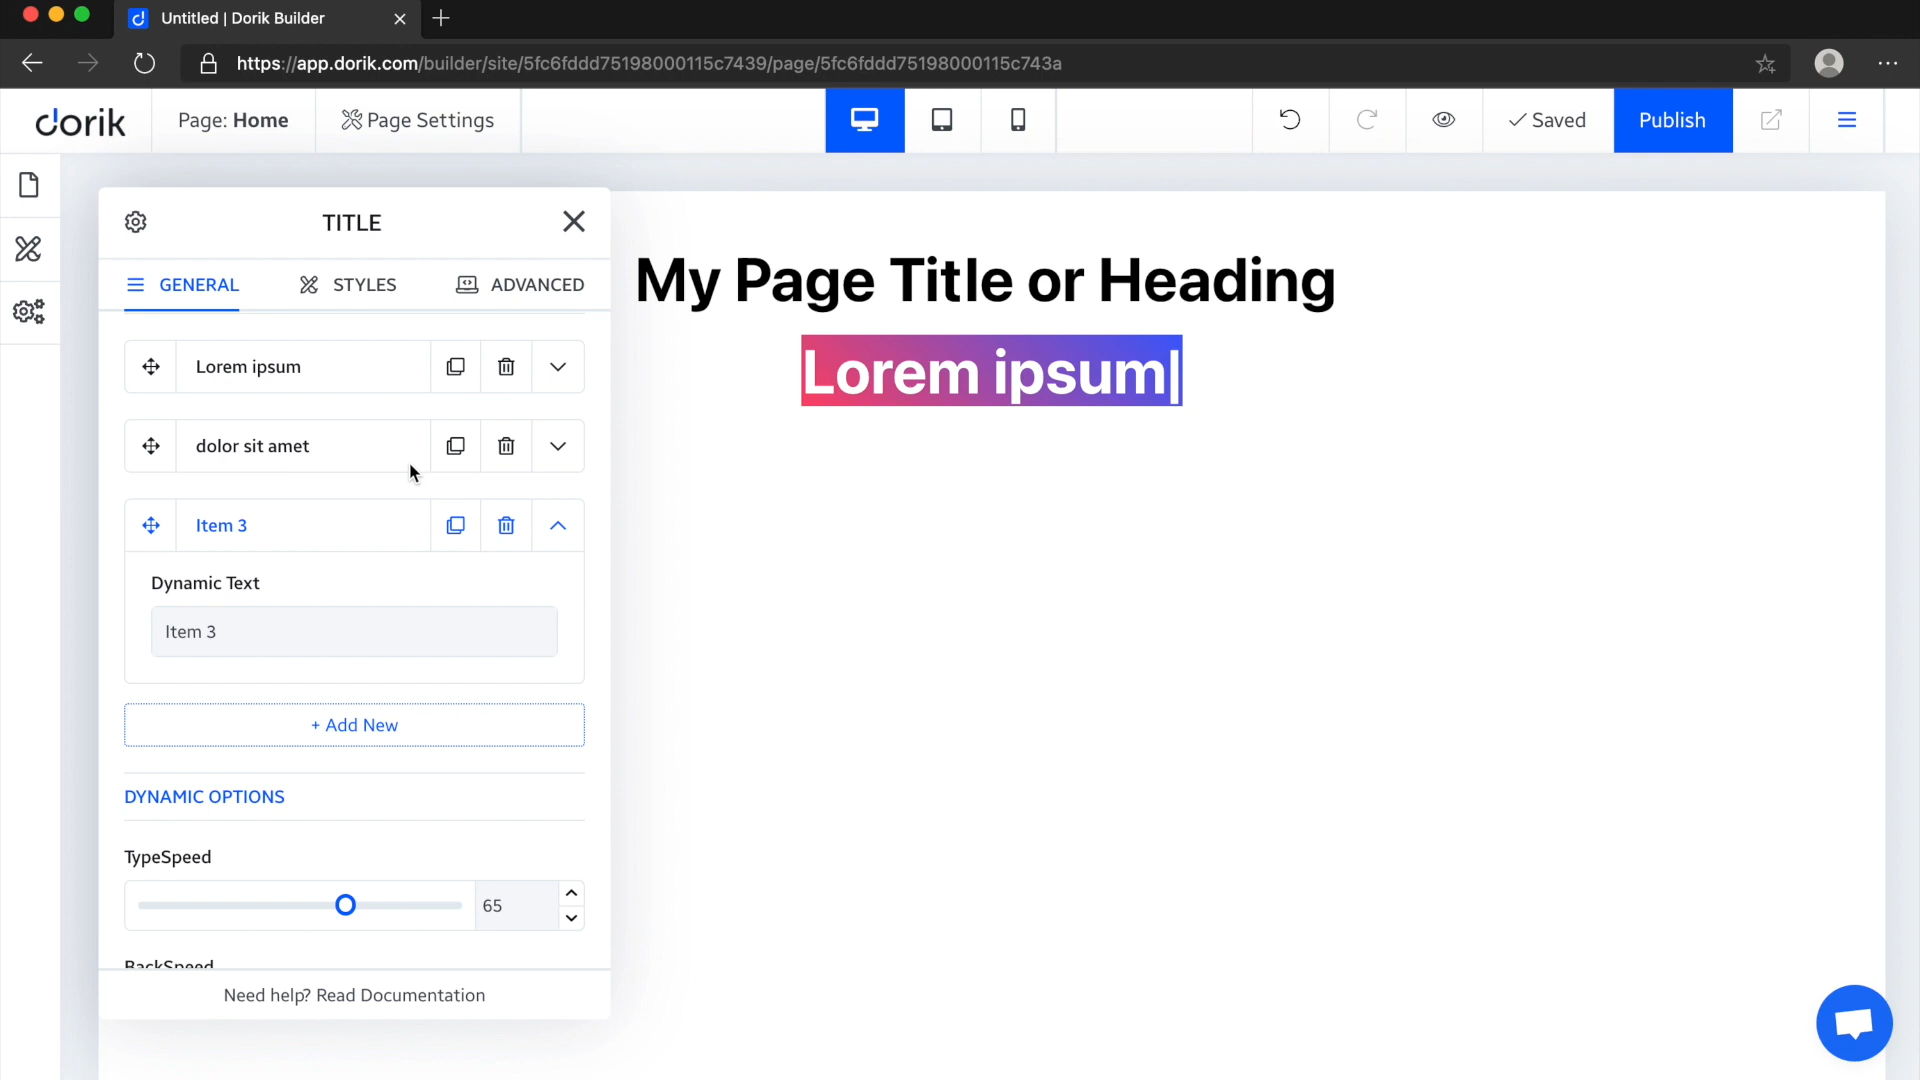 Untitled | Dorik Builder
https://app.dorik.com/builder/site/5fc6fddd75198000115c7439/page/5fc6fddd75198000115c743a
dorik
Page: Home
Page Settings
Saved
Publish
TITLE
GENERAL
STYLES
ADVANCED
Lorem ipsum
dolor sit amet
Item 3
Dynamic Text
Item 3
+ Add New
DYNAMIC OPTIONS
TypeSpeed
65
BackSpeed
Need help? Read Documentation
My Page Title or Heading
Lorem ipsum|